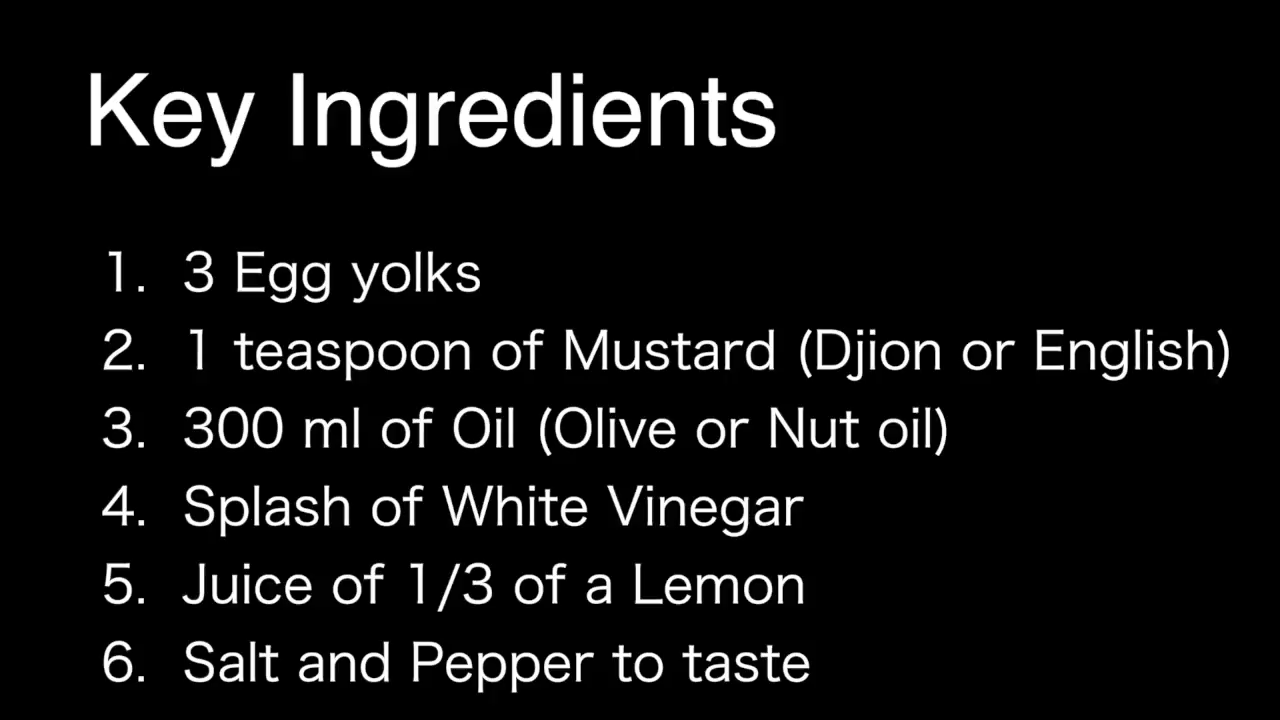 Key Ingredients
1. 3 Egg yolks
2. 1 teaspoon of Mustard (Djion or English)
3. 300 ml of Oil (Olive or Nut oil)
4. Splash of White Vinegar
5. Juice of 1/3 of a Lemon
6. Salt and Pepper to taste